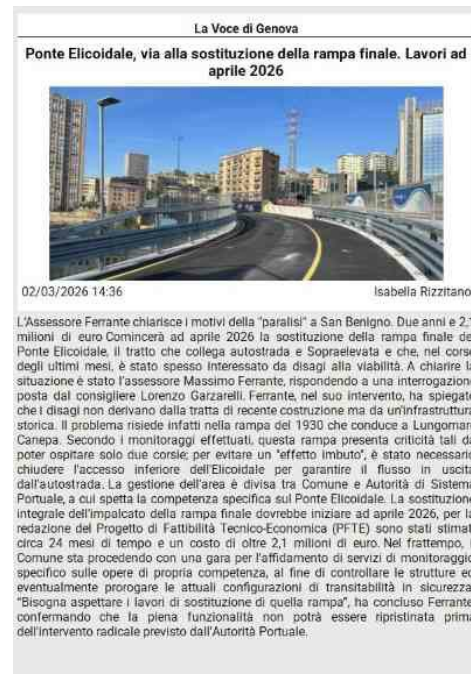 La Voce di Genova
Ponte Elicoidale, via alla sostituzione della rampa finale. Lavori ad
aprile 2026
02/03/2026 14:36 Isabella Rizzitano
L'Assessore Ferrante chiarisce i motivi della "paralisi" a San Benigno. Due anni e 2,1
milioni di euro Comincerà ad aprile 2026 la sostituzione della rampa finale del
Ponte Elicoidale, il tratto che collega autostrada e Sopraelevata e che, nel corso
degli ultimi mesi, è stato spesso interessato da disagi alla viabilità. A chiarire la
situazione è stato l'assessore Massimo Ferrante, rispondendo a una interrogazione
posta dal consigliere Lorenzo Garzarelli. Ferrante, nel suo intervento, ha spiegato
che i disagi non derivano dalla tratta di recente costruzione ma da un'infrastruttura
storica. Il problema risiede infatti nella rampa del 1930 che conduce a Lungomare
Canepa. Secondo i monitoraggi effettuati, questa rampa presenta criticità tali da
poter ospitare solo due corsie; per evitare un "effetto imbuto", è stato necessario
chiudere l'accesso inferiore dell'Elicoidale per garantire il flusso in uscita
dall'autostrada. La gestione dell'area è divisa tra Comune e Autorità di Sistema
Portuale, a cui spetta la competenza specifica sul Ponte Elicoidale. La sostituzione
integrale dell'impalcato della rampa finale dovrebbe iniziare ad aprile 2026, per la
redazione del Progetto di Fattibilità Tecnico-Economica (PFTE) sono stati stimati
circa 24 mesi di tempo e un costo di oltre 2,1 milioni di euro. Nel frattempo, il
Comune sta procedendo con una gara per l'affidamento di servizi di monitoraggio
specifico sulle opere di propria competenza, al fine di controllare le strutture ed
eventualmente prorogare le attuali configurazioni di transitabilità in sicurezza.
"Bisogna aspettare i lavori di sostituzione di quella rampa", ha concluso Ferrante,
confermando che la piena funzionalità non potrà essere ripristinata prima
dell'intervento radicale previsto dall'Autorità Portuale.